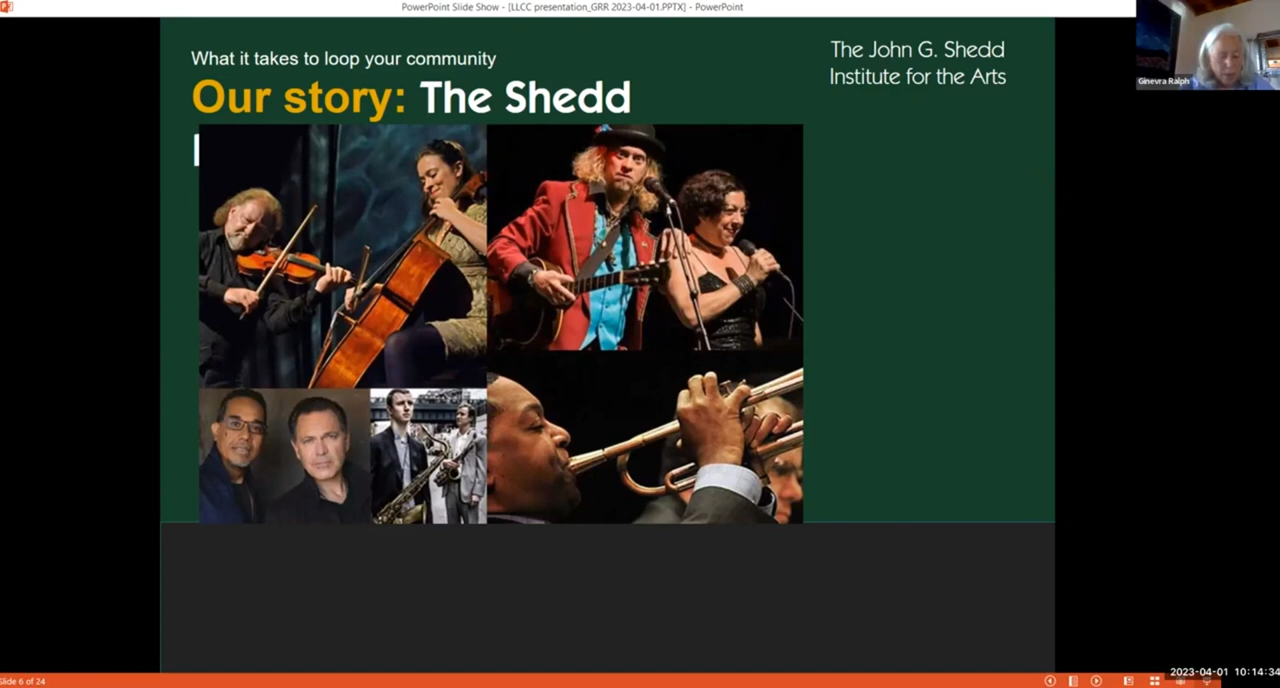 PowerPoint Slide Show - [LLCC presentation_GRR 2023-04-01.PPTX] - PowerPoint
What it takes to loop your community
Our story: The Shedd
The John G. Shedd
Institute for the Arts
Ginevra Ralph
2023-04-01 10:14:34
Slide 6 of 24